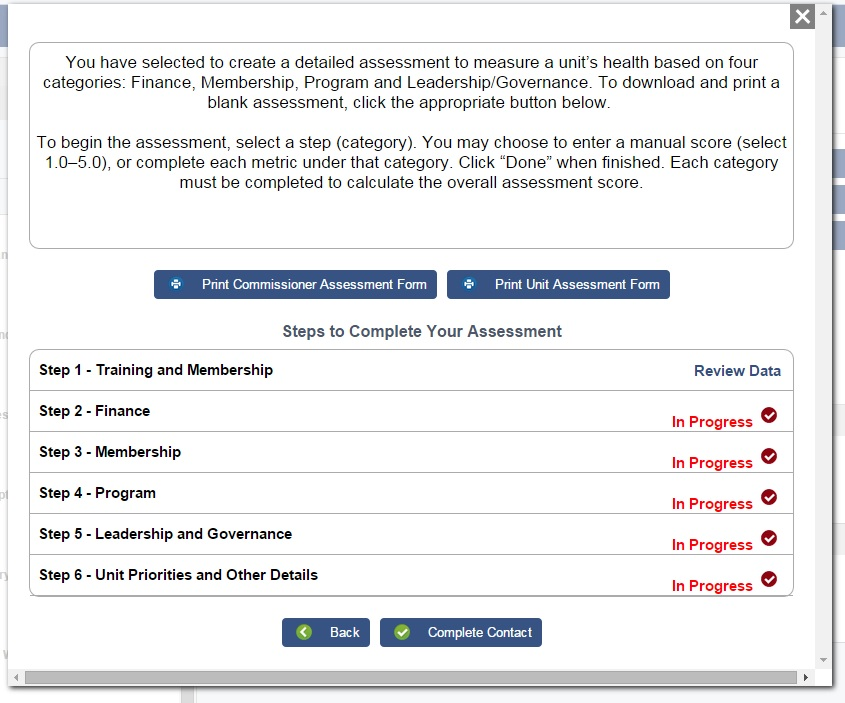 You have selected to create a detailed assessment to measure a unit’s health based on four
categories: Finance, Membership, Program and Leadership/Governance. To download and print a
blank assessment, click the appropriate button below.
To begin the assessment, select a step (category). You may choose to enter a manual score (select
1.0–5.0), or complete each metric under that category. Click “Done” when finished. Each category
must be completed to calculate the overall assessment score.
Print Commissioner Assessment Form
Print Unit Assessment Form
Steps to Complete Your Assessment
Step 1 - Training and Membership
Review Data
Step 2 - Finance
In Progress
Step 3 - Membership
In Progress
Step 4 - Program
In Progress
Step 5 - Leadership and Governance
In Progress
Step 6 - Unit Priorities and Other Details
In Progress
Back
Complete Contact